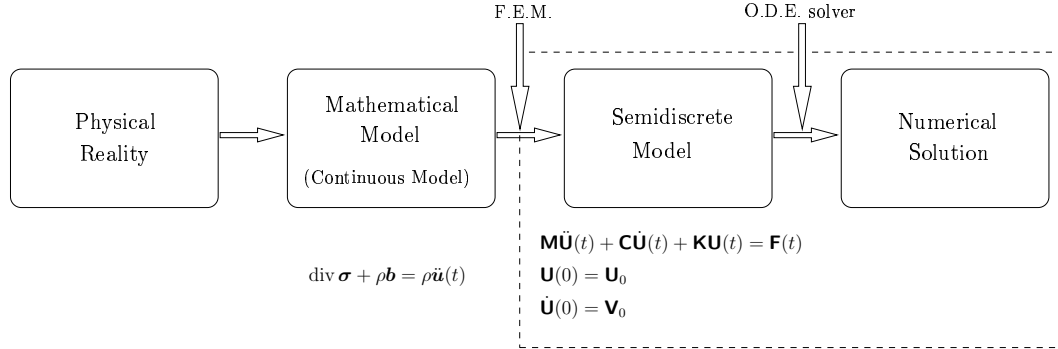 F.E.M.
O.D.E. solver
Physical
Reality
Mathematical
Model
(Continuous Model)
Semidiscrete
Model
Numerical
Solution
div 𝝈 + ρ𝒃 = ρ𝒖̈(t)
𝗠𝗨̈(t) + 𝗖𝗨̇(t) + 𝗞𝗨(t) = 𝗙(t)
𝗨(0) = 𝗨₀
𝗨̇(0) = 𝗩₀